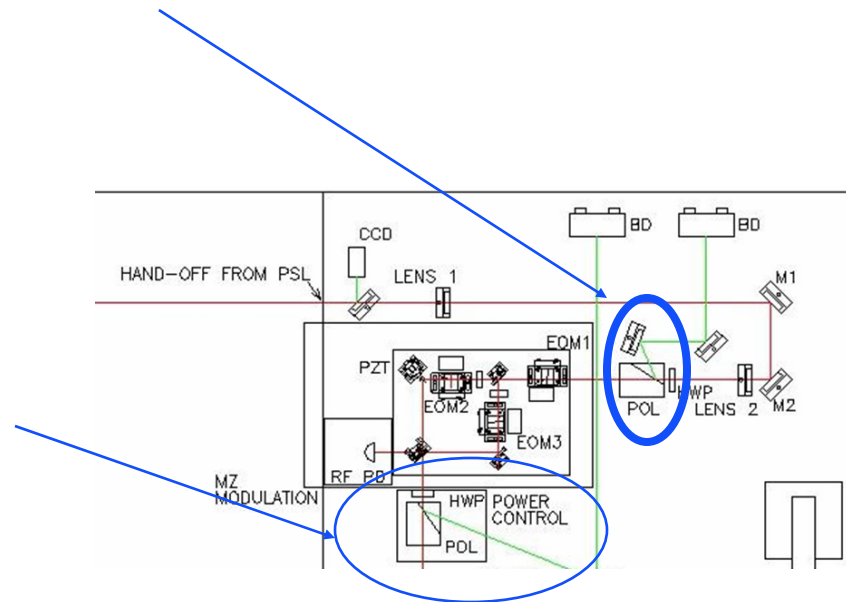 BD
BD
CCD
M1
HAND-OFF FROM PSL
LENS 1
EOM1
PZT
HWP
EOM2
POL
LENS 2
M2
EOM3
RF PD
MZ
MODULATION
HWP
POWER
CONTROL
POL